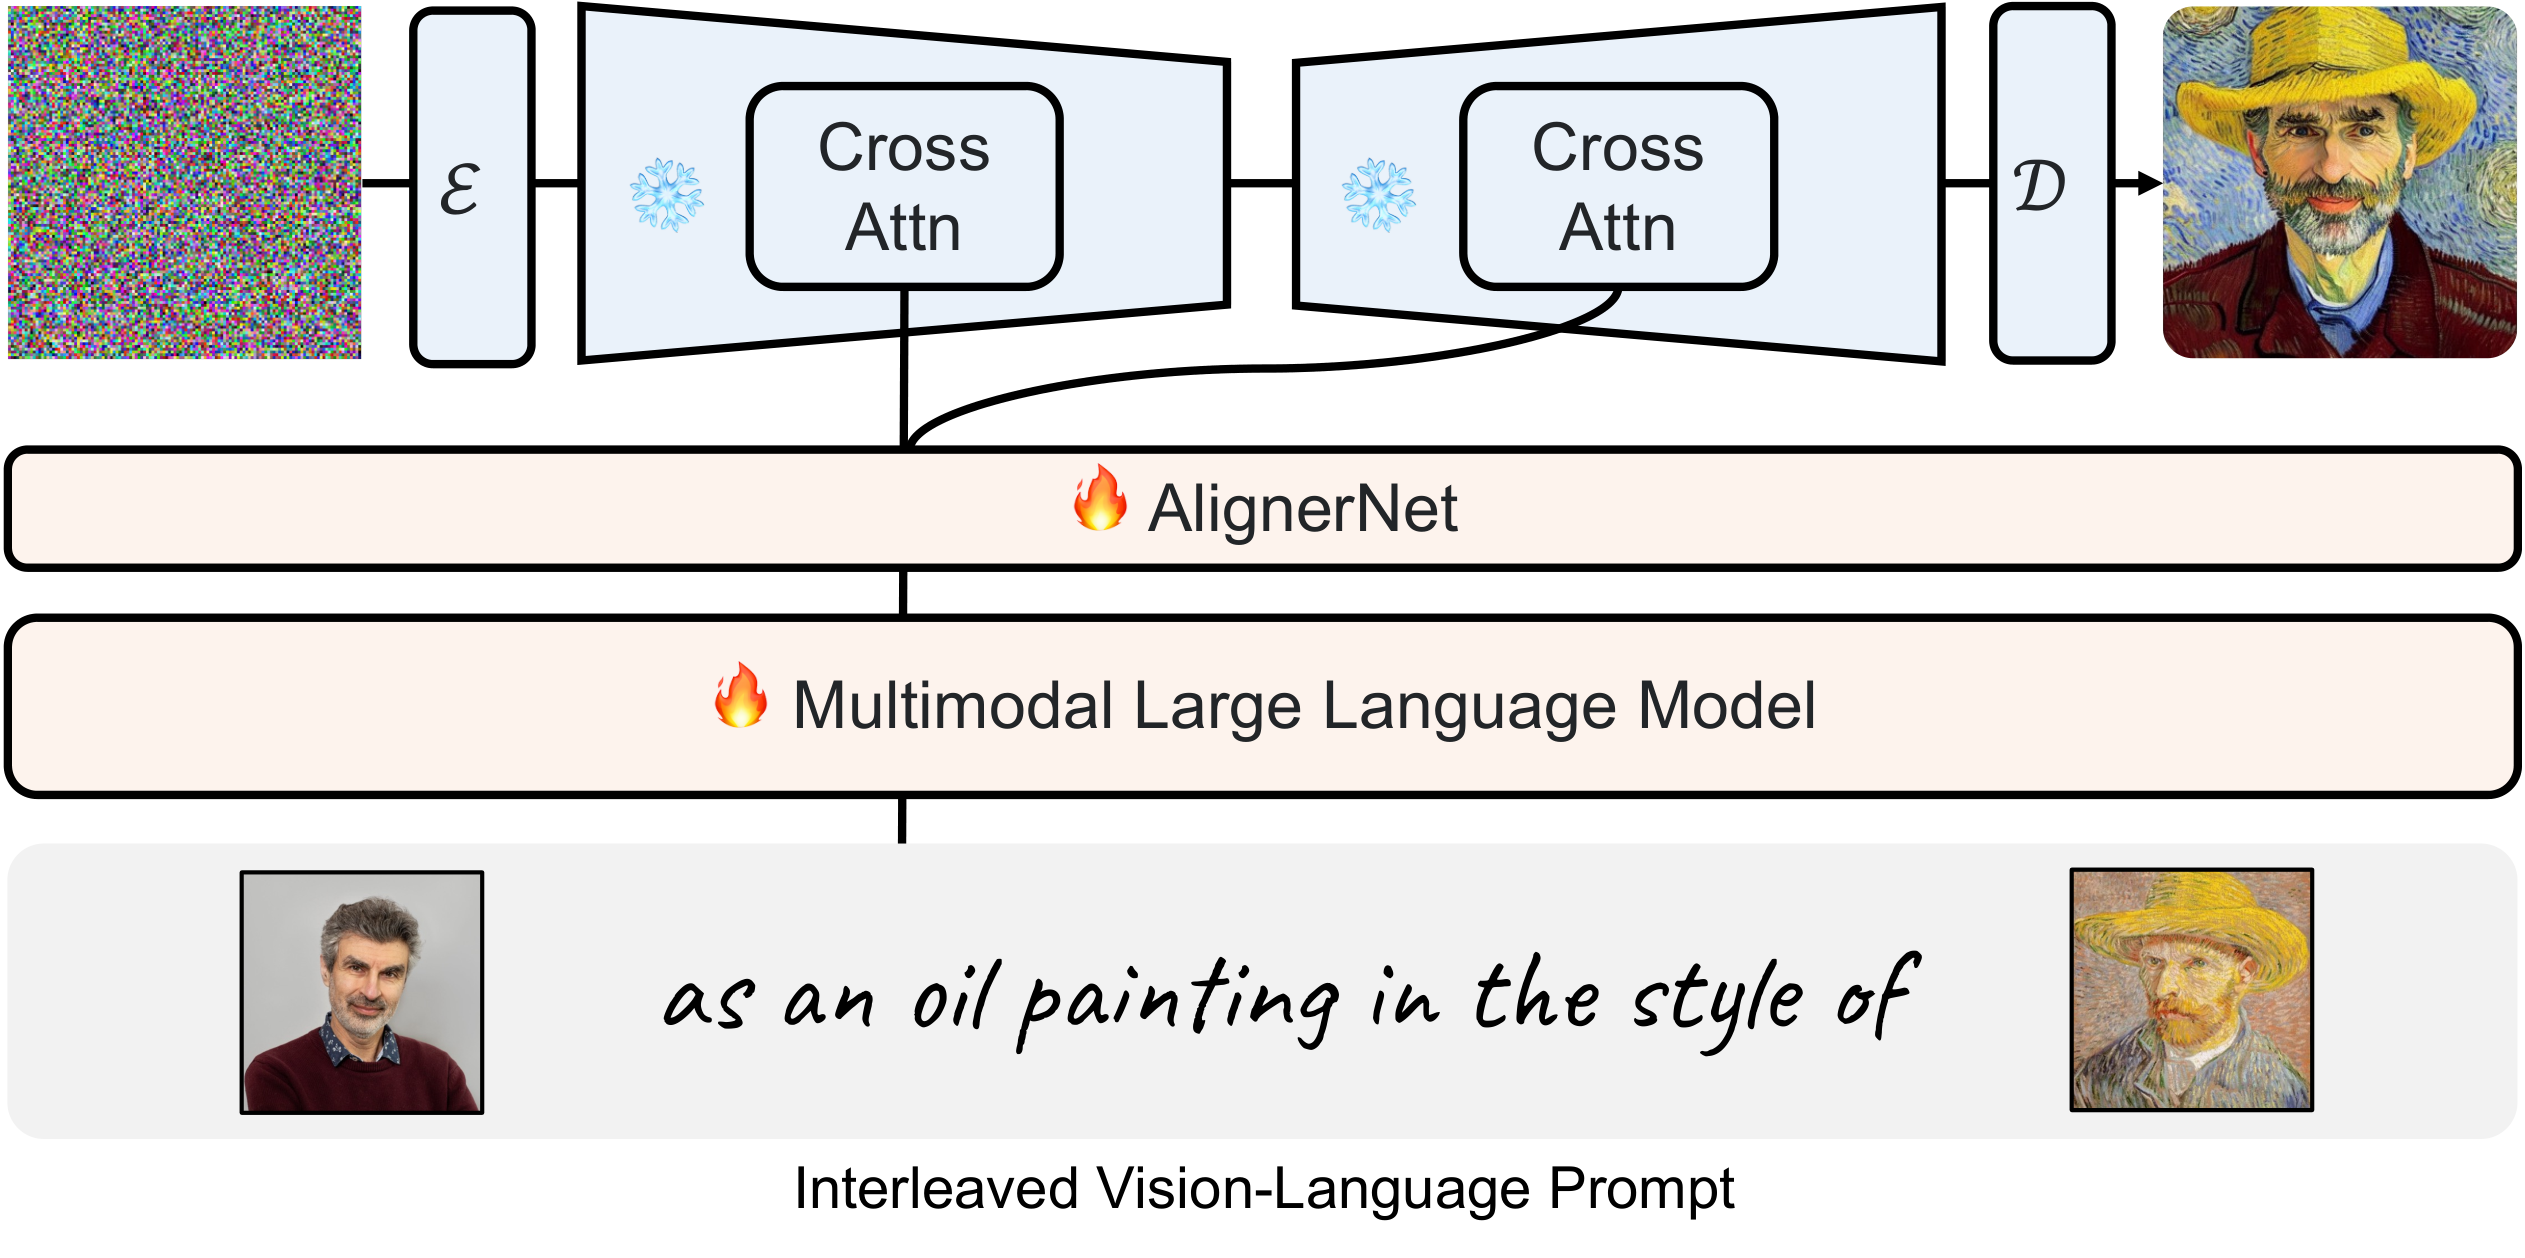 ℰ
Cross
Attn
Cross
Attn
𝒟
AlignerNet
Multimodal Large Language Model
as an oil painting in the style of
Interleaved Vision-Language Prompt